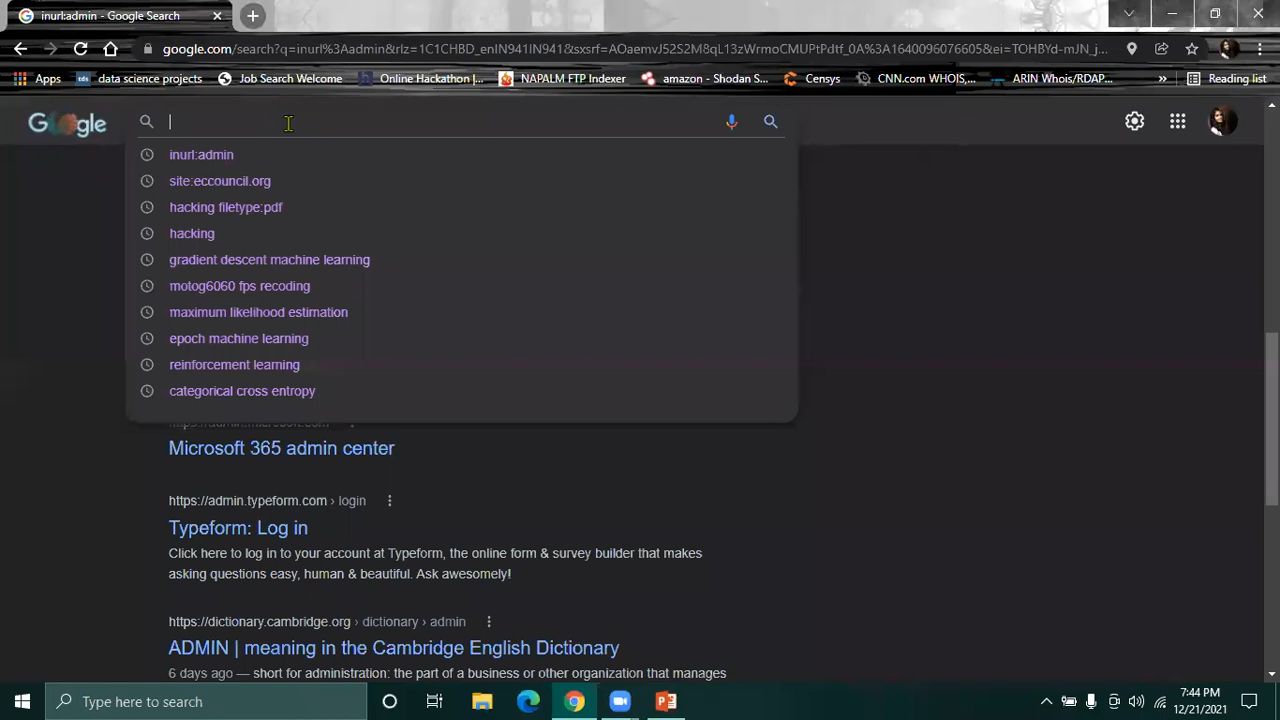 inurl:admin - Google Search
google.com/search?q=inurl%3Aadmin&rlz=1C1CHBD_enIN941IN941&sxsrf=AOaemvJ52S2M8qL13zWrmoCMUPtPdtf_0A%3A1640096076605&ei=TOHBYd-mJN_j...
Apps data science projects Job Search Welcome Online Hackathon |... NAPALM FTP Indexer amazon - Shodan S... Censys CNN.com WHOIS,... ARIN Whois/RDAP... » Reading list
Google
inurl:admin
site:eccouncil.org
hacking filetype:pdf
hacking
gradient descent machine learning
motog6060 fps recoding
maximum likelihood estimation
epoch machine learning
reinforcement learning
categorical cross entropy
https://admin.microsoft.com
Microsoft 365 admin center
https://admin.typeform.com › login
Typeform: Log in
Click here to log in to your account at Typeform, the online form & survey builder that makes
asking questions easy, human & beautiful. Ask awesomely!
https://dictionary.cambridge.org › dictionary › admin
ADMIN | meaning in the Cambridge English Dictionary
6 days ago — short for administration: the part of a business or other organization that manages
Type here to search
7:44 PM
12/21/2021